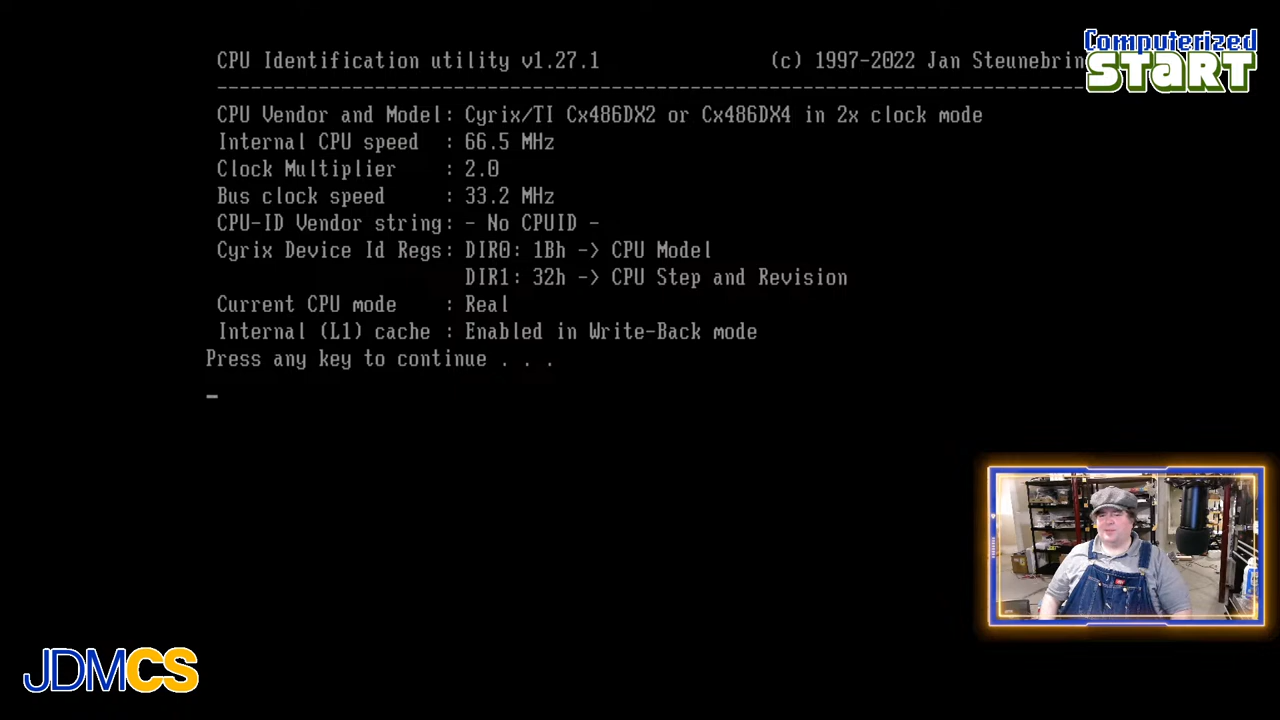 Computerized
START
CPU Identification utility v1.27.1 (c) 1997-2022 Jan Steunebrin
CPU Vendor and Model: Cyrix/TI Cx486DX2 or Cx486DX4 in 2x clock mode
Internal CPU speed : 66.5 MHz
Clock Multiplier : 2.0
Bus clock speed : 33.2 MHz
CPU-ID Vendor string: - No CPUID -
Cyrix Device Id Regs: DIR0: 1Bh -> CPU Model
DIR1: 32h -> CPU Step and Revision
Current CPU mode : Real
Internal (L1) cache : Enabled in Write-Back mode
Press any key to continue . . .
JDMCS